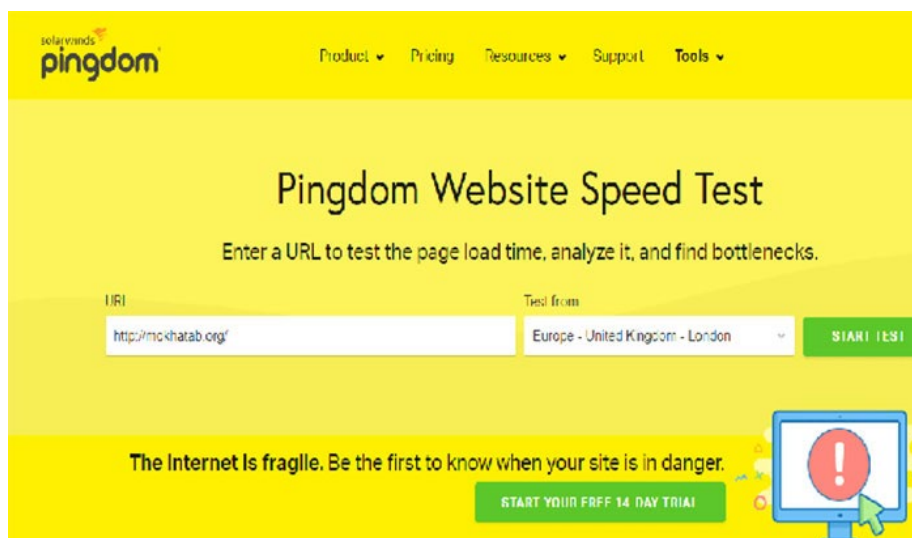 solarwinds
pingdom
Product Pricing Resources Support Tools
Pingdom Website Speed Test
Enter a URL to test the page load time, analyze it, and find bottlenecks.
URL Test from
http://mokhatab.org/ Europe - United Kingdom - London START TEST
The Internet is fragile. Be the first to know when your site is in danger.
START YOUR FREE 14 DAY TRIAL